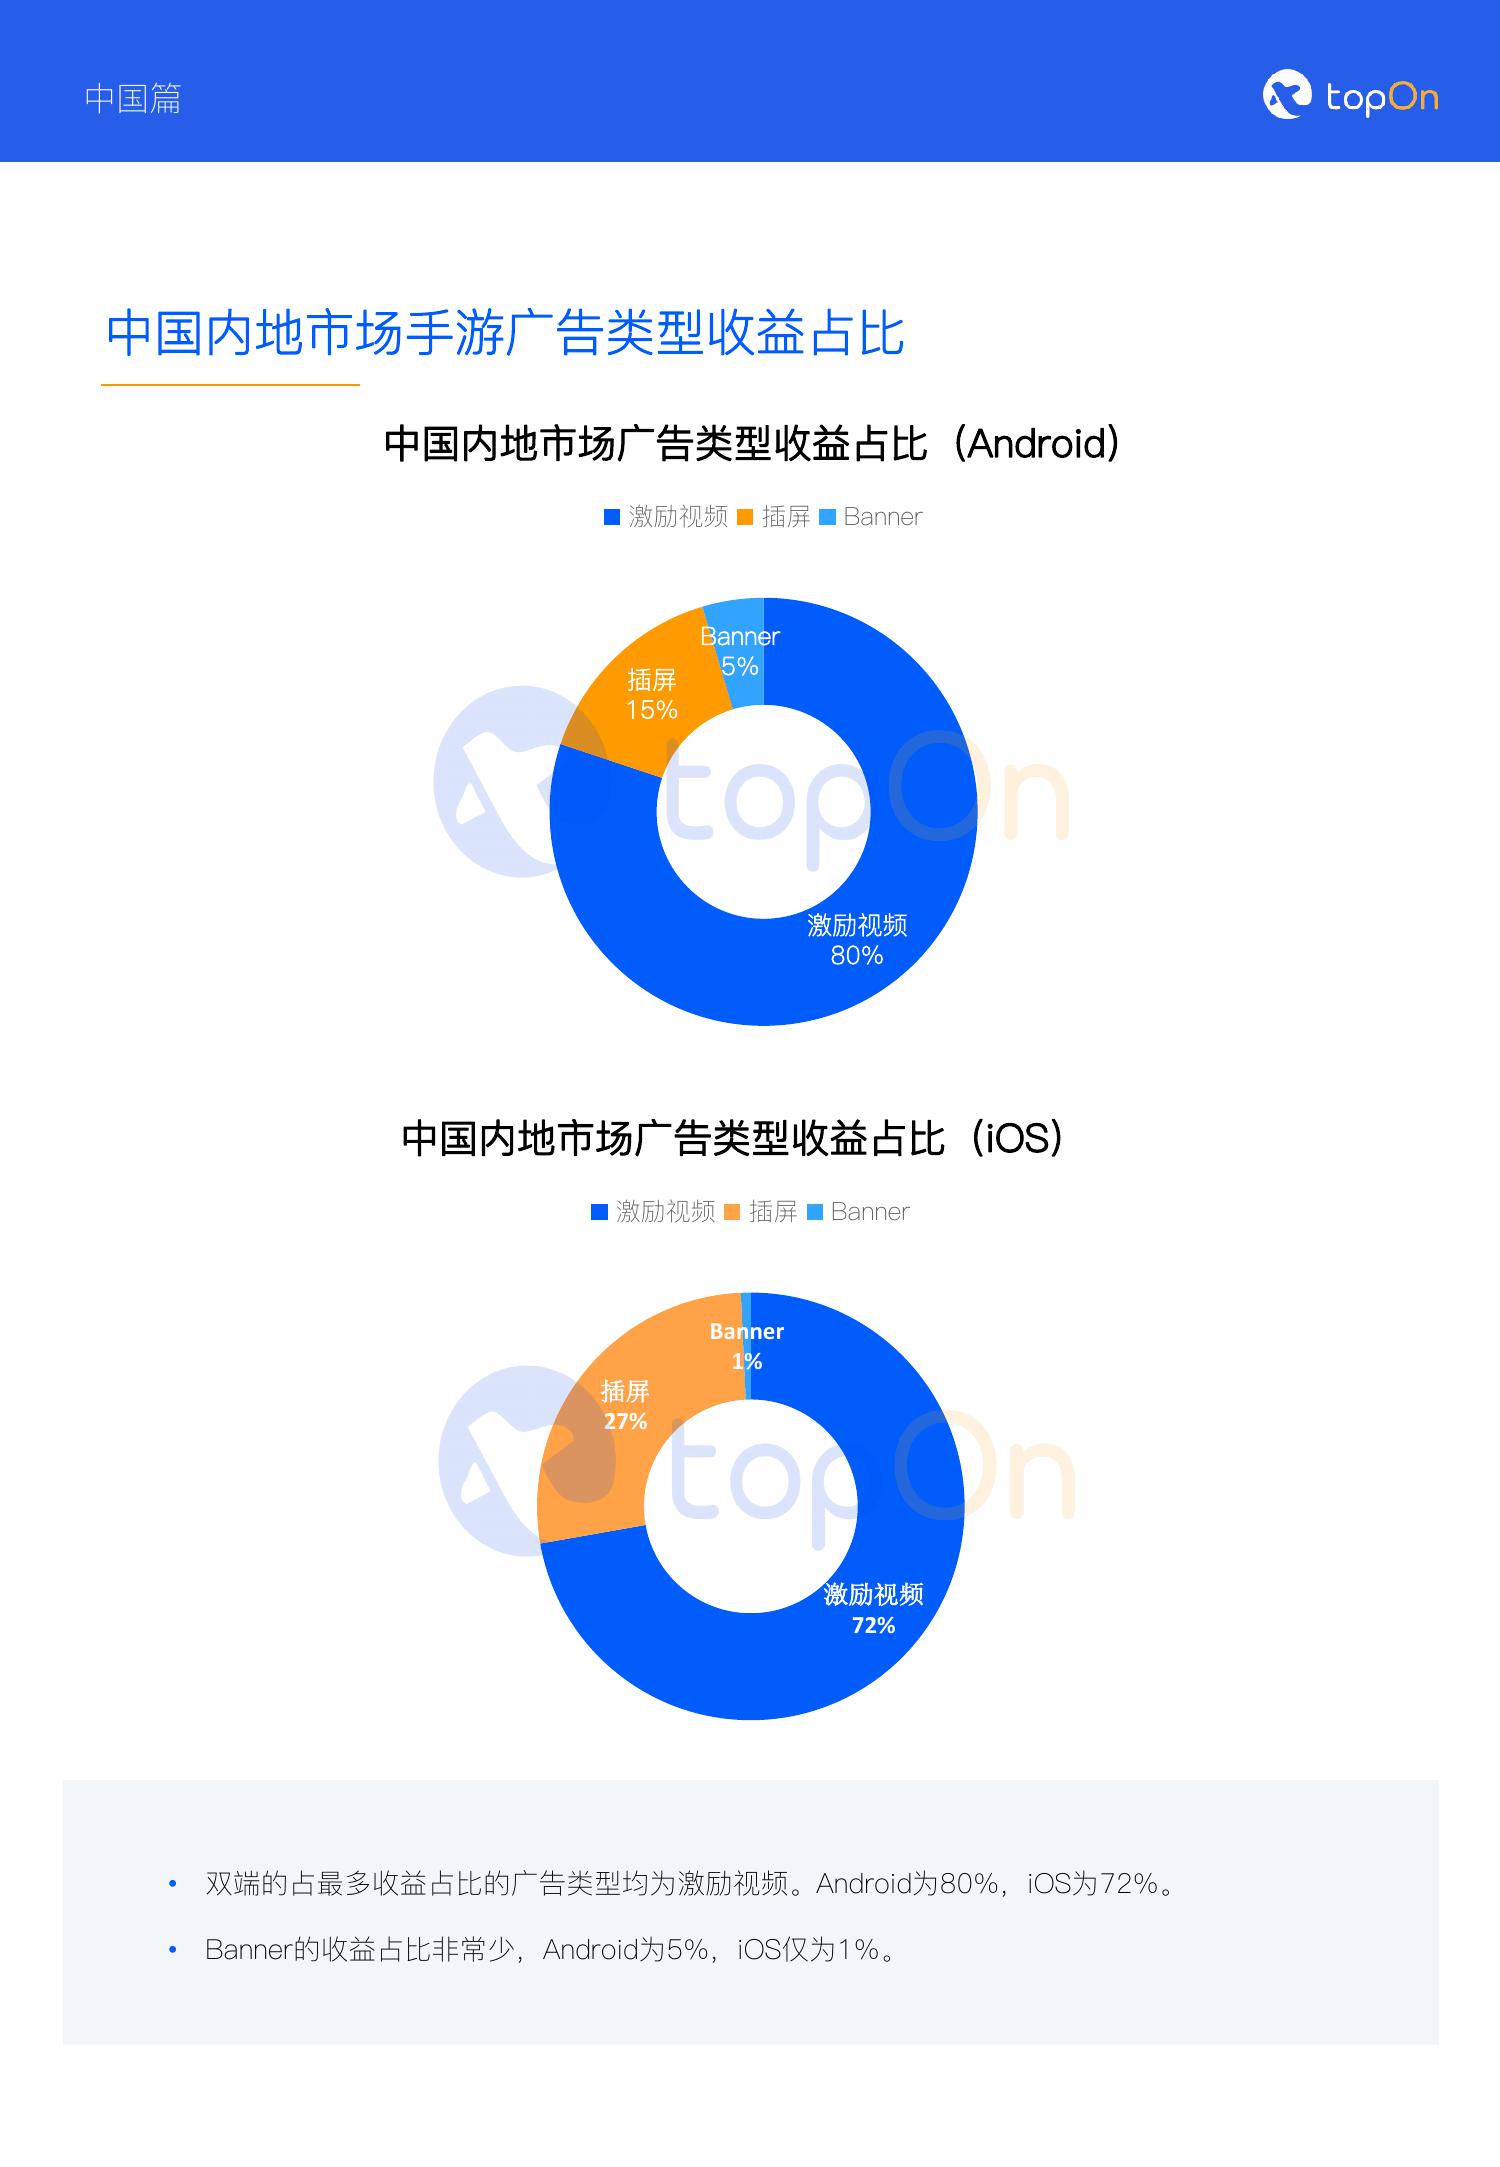 中国篇
topOn
中国内地市场手游广告类型收益占比
中国内地市场广告类型收益占比（Android）
激励视频 插屏 Banner
Banner
5%
插屏
15%
topOn
激励视频
80%
中国内地市场广告类型收益占比（iOS）
激励视频 插屏 Banner
Banner
1%
插屏
27%
topOn
激励视频
72%
• 双端的占最多收益占比的广告类型均为激励视频。Android为80%，iOS为72%。
• Banner的收益占比非常少，Android为5%，iOS仅为1%。